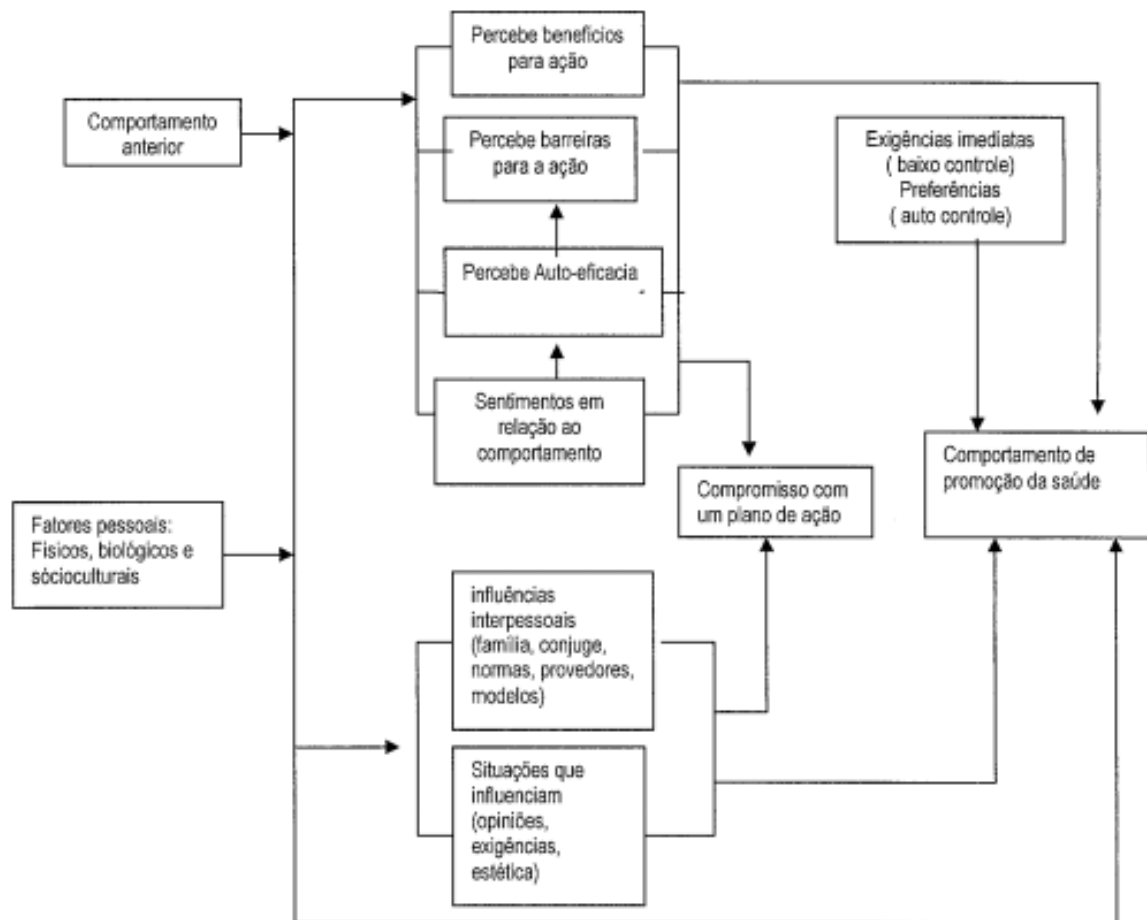 Percebe benefícios
para ação
Comportamento
anterior
Percebe barreiras
para a ação
Exigências imediatas
( baixo controle)
Preferências
( auto controle)
Percebe Auto-eficacia
Sentimentos em
relação ao
comportamento
Comportamento de
promoção da saúde
Compromisso com
um plano de ação
Fatores pessoais:
Físicos, biológicos e
sócioculturais
influências
interpessoais
(família, conjuge,
normas, provedores,
modelos)
Situações que
influenciam
(opiniões,
exigências,
estética)